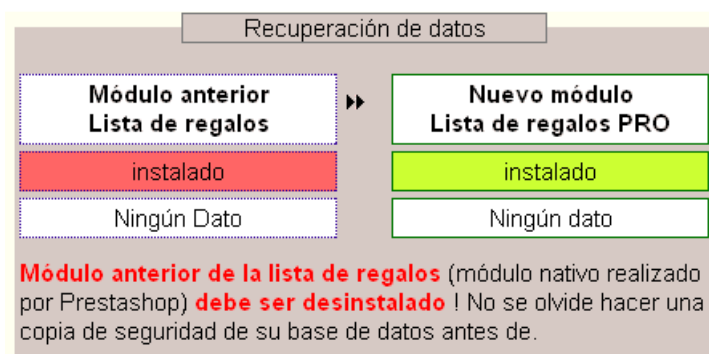 Recuperación de datos
Módulo anterior
Lista de regalos
Nuevo módulo
Lista de regalos PRO
instalado
instalado
Ningún Dato
Ningún dato
Módulo anterior de la lista de regalos (módulo nativo realizado
por Prestashop) debe ser desinstalado ! No se olvide hacer una
copia de seguridad de su base de datos antes de.